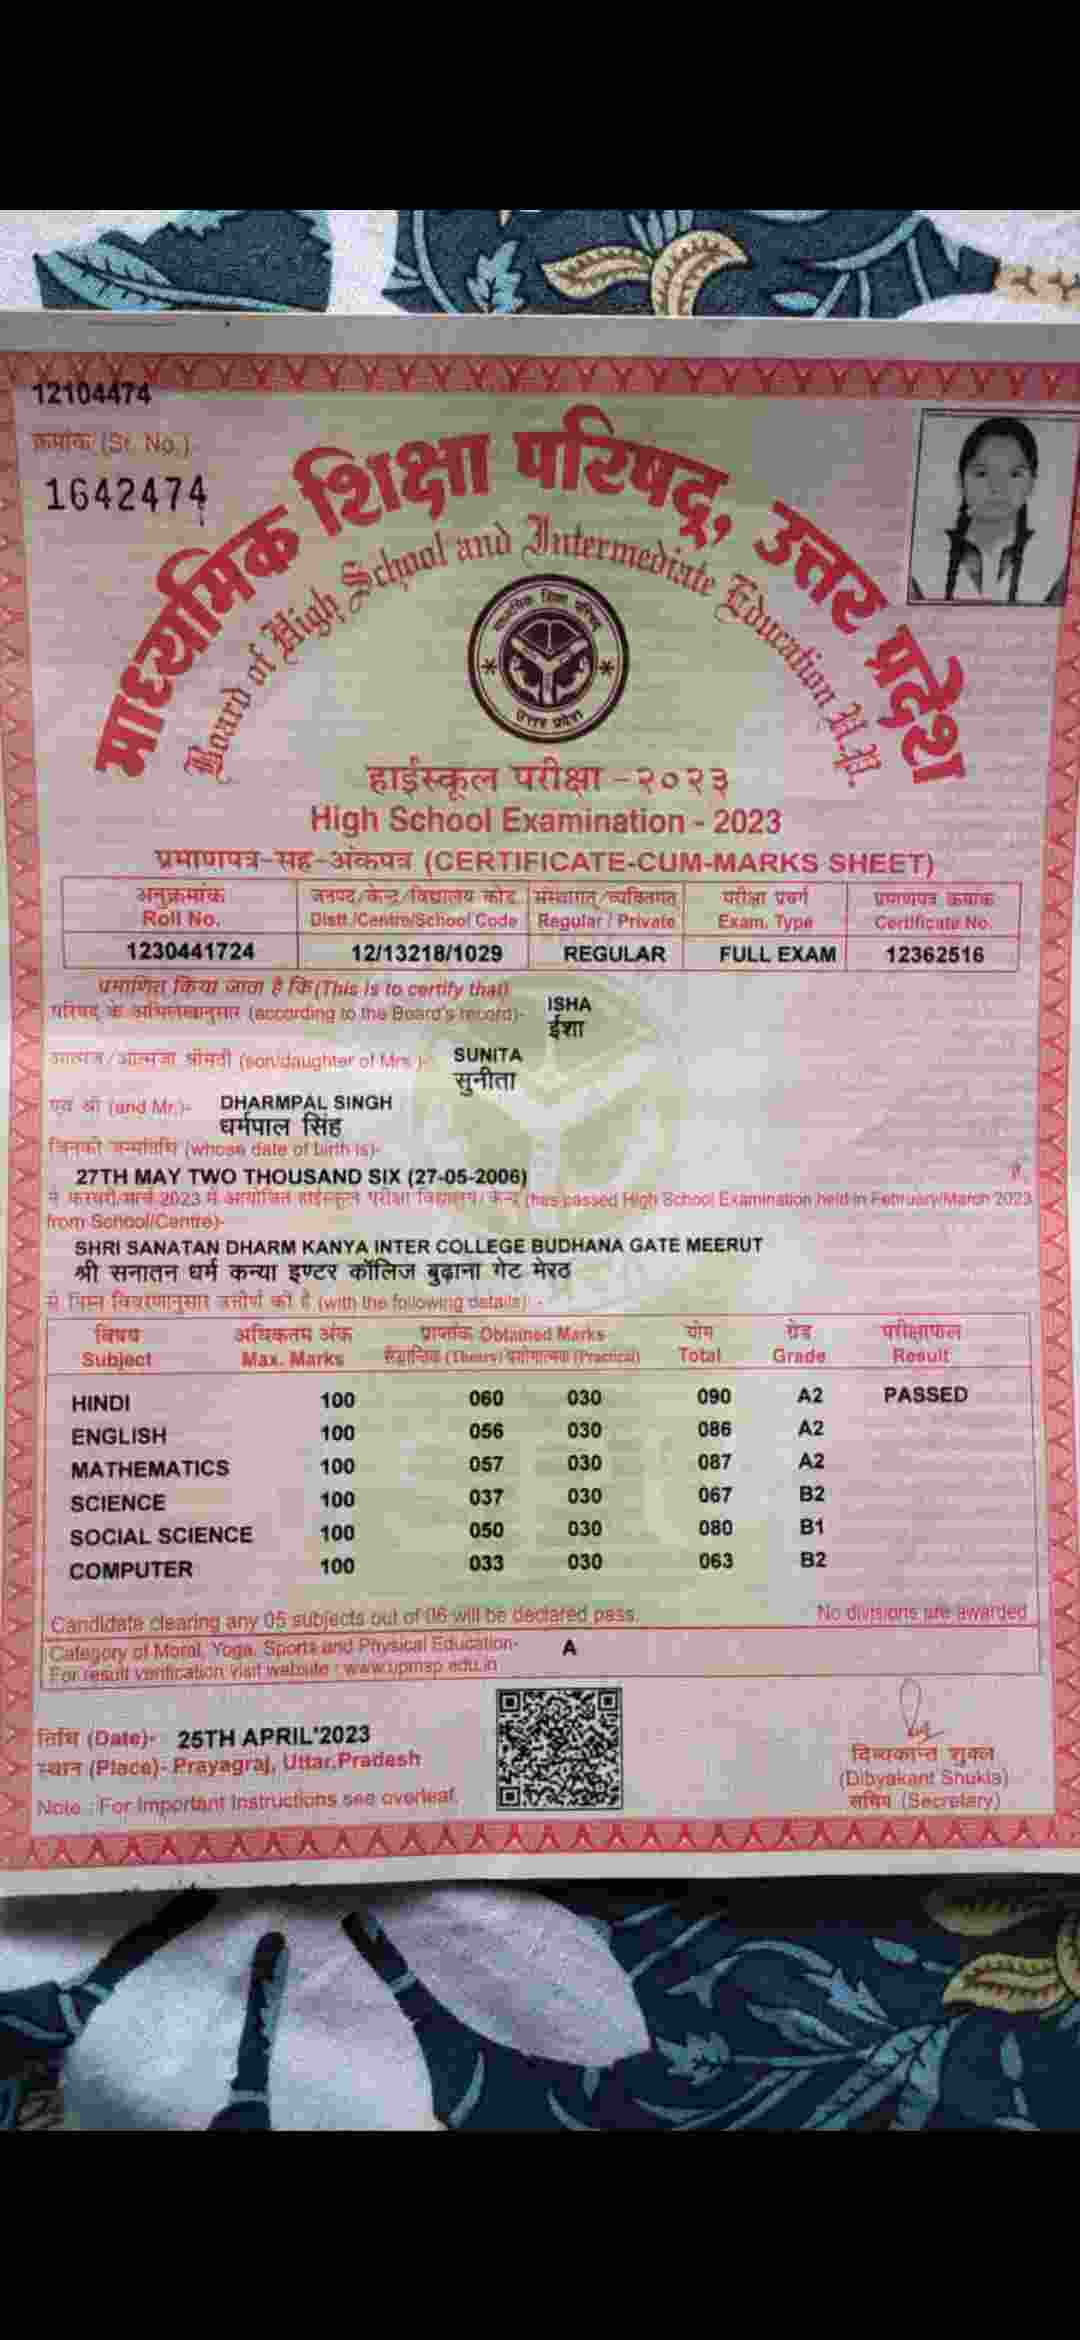 12104474
क्रमांक (Sr. No.)
1642474
माध्यमिक शिक्षा परिषद्, उत्तर प्रदेश
Board of High School and Intermediate Education U.P.
माध्यमिक शिक्षा परिषद्
उत्तर प्रदेश
हाईस्कूल परीक्षा - २०२३
High School Examination - 2023
प्रमाणपत्र-सह-अंकपत्र (CERTIFICATE-CUM-MARKS SHEET)
अनुक्रमांक जनपद/केन्द्र/विद्यालय कोड संस्थागत/व्यक्तिगत परीक्षा प्रवर्ग प्रमाणपत्र क्रमांक
Roll No. Distt./Centre/School Code Regular / Private Exam. Type Certificate No.
1230441724 12/13218/1029 REGULAR FULL EXAM 12362516
प्रमाणित किया जाता है कि (This is to certify that)
परिषद के अभिलेखानुसार (according to the Board's record)- ISHA
ईशा
आत्मज/आत्मजा श्रीमती (son/daughter of Mrs.)- SUNITA
सुनीता
एवं श्री (and Mr.)- DHARMPAL SINGH
धर्मपाल सिंह
जिनकी जन्मतिथि (whose date of birth is)-
27TH MAY TWO THOUSAND SIX (27-05-2006) है,
ने फरवरी/मार्च 2023 में आयोजित हाईस्कूल परीक्षा विद्यालय/केन्द्र (has passed High School Examination held in February/March 2023
from School/Centre)-
SHRI SANATAN DHARM KANYA INTER COLLEGE BUDHANA GATE MEERUT
श्री सनातन धर्म कन्या इण्टर कॉलिज बुढ़ाना गेट मेरठ
से निम्न विवरणानुसार उत्तीर्ण की है (with the following details) -
विषय अधिकतम अंक प्राप्तांक Obtained Marks योग ग्रेड परीक्षाफल
Subject Max. Marks सैद्धान्तिक (Theory) प्रयोगात्मक (Practical) Total Grade Result
HINDI 100 060 030 090 A2 PASSED
ENGLISH 100 056 030 086 A2
MATHEMATICS 100 057 030 087 A2
SCIENCE 100 037 030 067 B2
SOCIAL SCIENCE 100 050 030 080 B1
COMPUTER 100 033 030 063 B2
Candidate clearing any 05 subjects out of 06 will be declared pass. No divisions are awarded
Category of Moral, Yoga, Sports and Physical Education- A
For result verification visit website : www.upmsp.edu.in
तिथि (Date)- 25TH APRIL'2023
स्थान (Place)- Prayagraj, Uttar Pradesh
Note : For Important Instructions see overleaf.
दिव्यकान्त शुक्ल
(Dibyakant Shukla)
सचिव (Secretary)